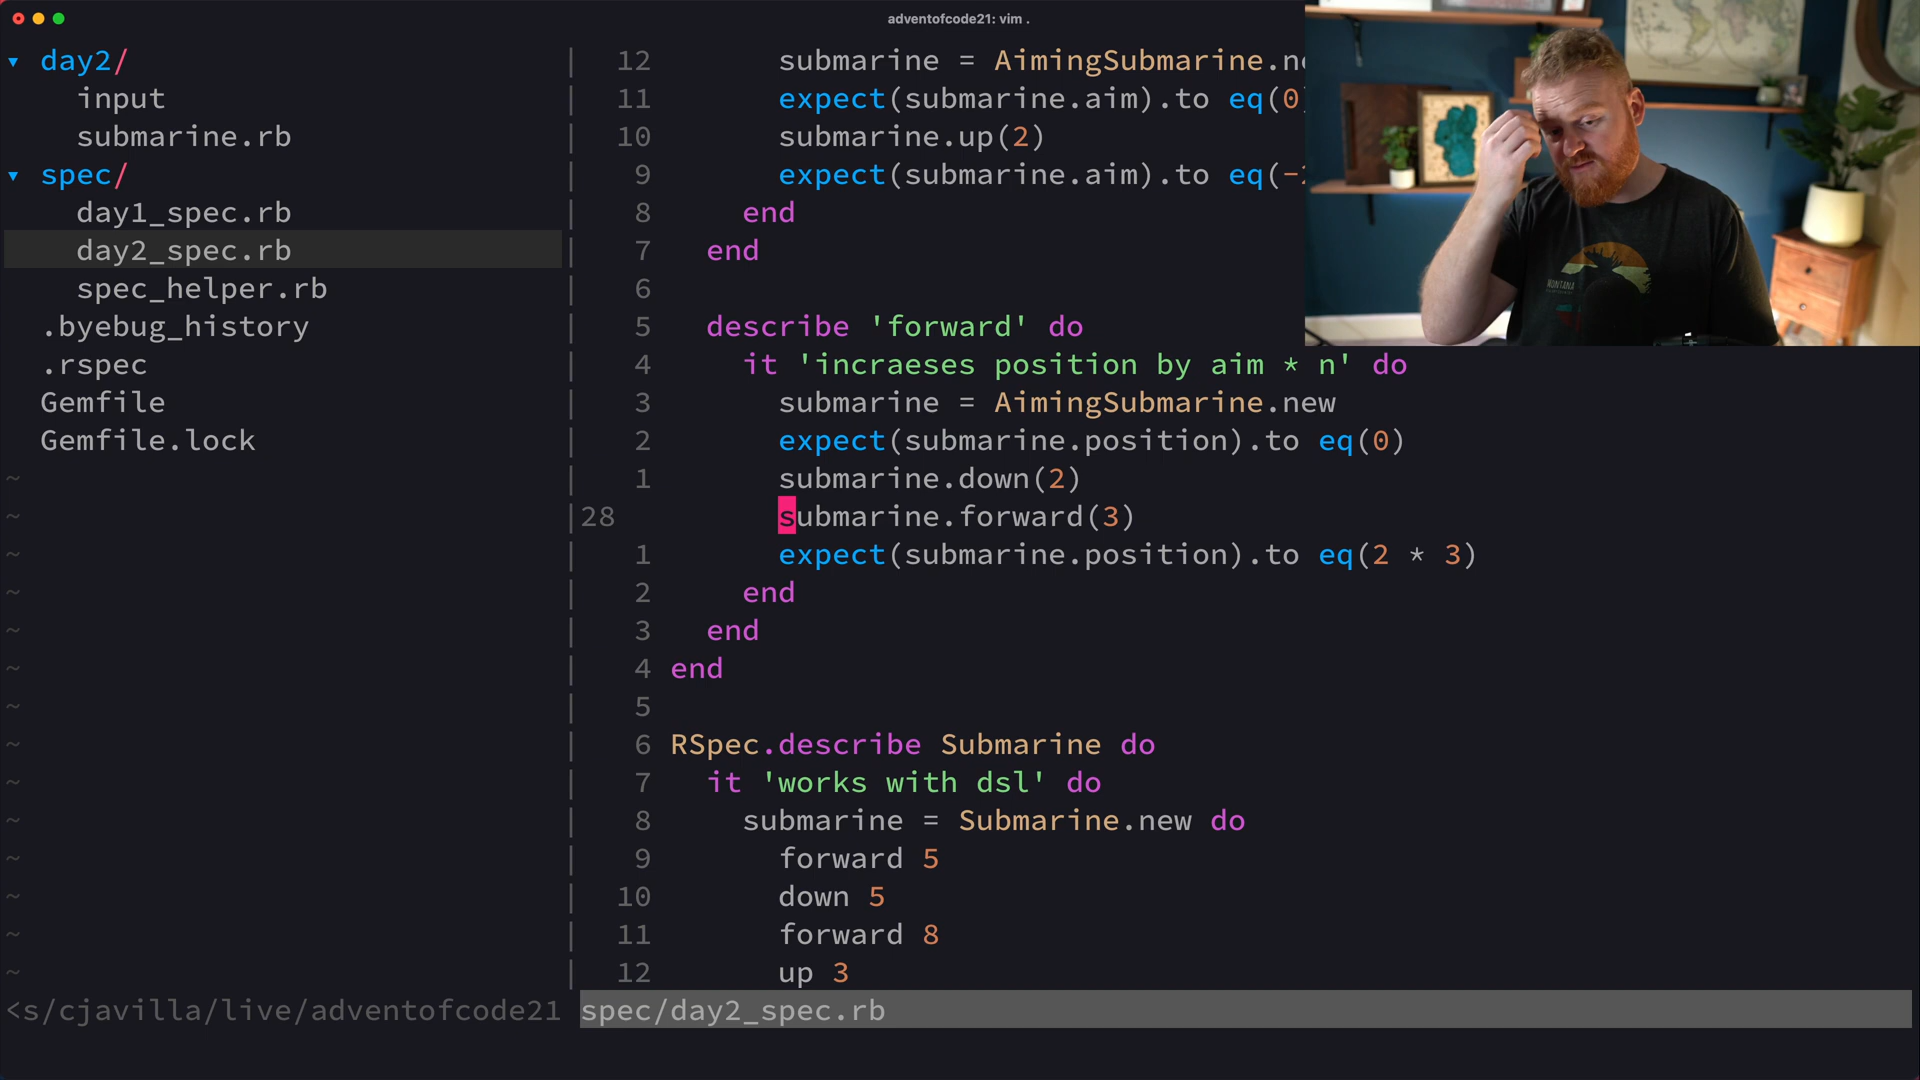 adventofcode21: vim .
▾ day2/
input
submarine.rb
▾ spec/
day1_spec.rb
day2_spec.rb
spec_helper.rb
.byebug_history
.rspec
Gemfile
Gemfile.lock
~
~
~
~
~
~
~
~
~
~
~
~
~
~
<s/cjavilla/live/adventofcode21
12 submarine = AimingSubmarine.ne
11 expect(submarine.aim).to eq(0
10 submarine.up(2)
9 expect(submarine.aim).to eq(-2
8 end
7 end
6
5 describe 'forward' do
4 it 'incraeses position by aim * n' do
3 submarine = AimingSubmarine.new
2 expect(submarine.position).to eq(0)
1 submarine.down(2)
28 submarine.forward(3)
1 expect(submarine.position).to eq(2 * 3)
2 end
3 end
4 end
5
6 RSpec.describe Submarine do
7 it 'works with dsl' do
8 submarine = Submarine.new do
9 forward 5
10 down 5
11 forward 8
12 up 3
spec/day2_spec.rb
MONTANA